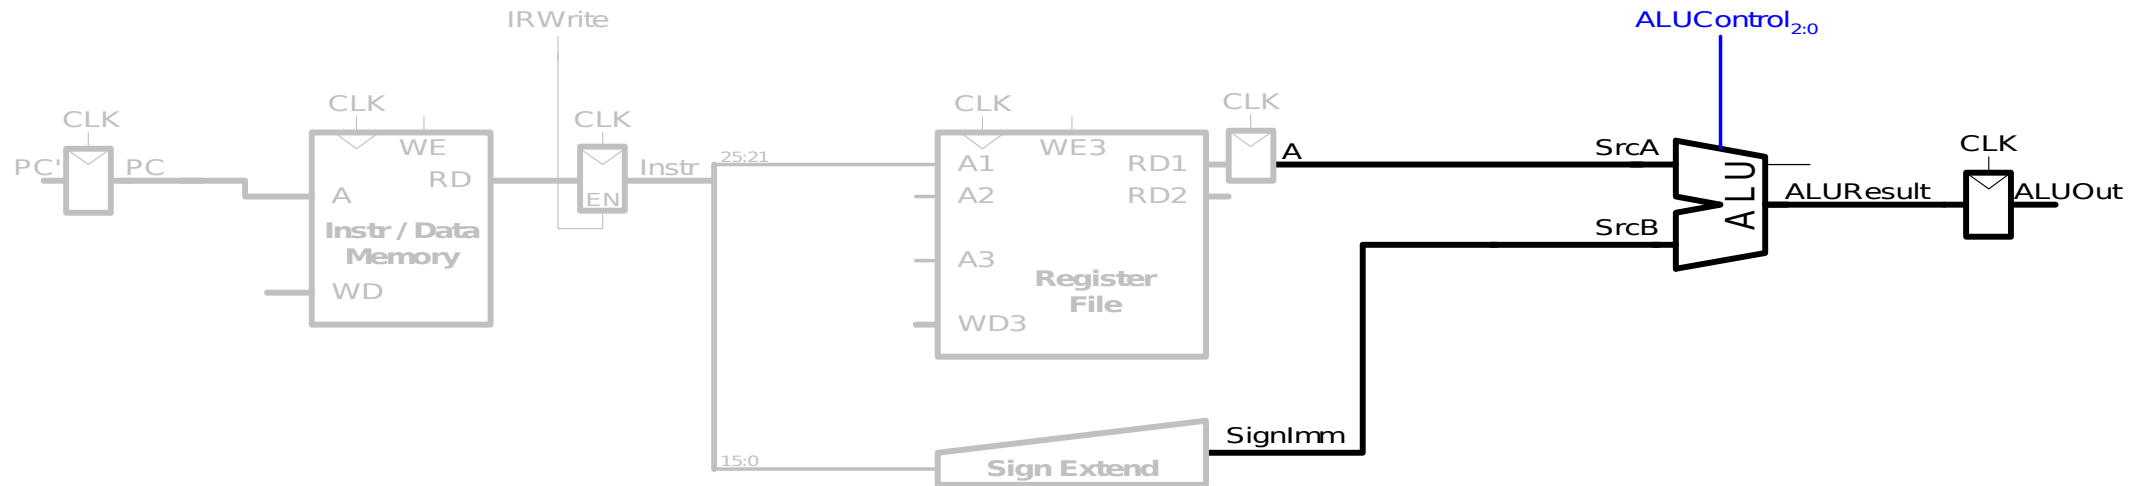 IRWrite
ALUControl2:0
CLK
CLK
CLK
CLK
CLK
CLK
PC'
PC
WE
RD
A
Instr / Data
Memory
WD
EN
Instr
25:21
15:0
A1
A2
A3
WD3
WE3
RD1
RD2
Register
File
A
SrcA
SrcB
ALU
ALUResult
ALUOut
SignImm
Sign Extend